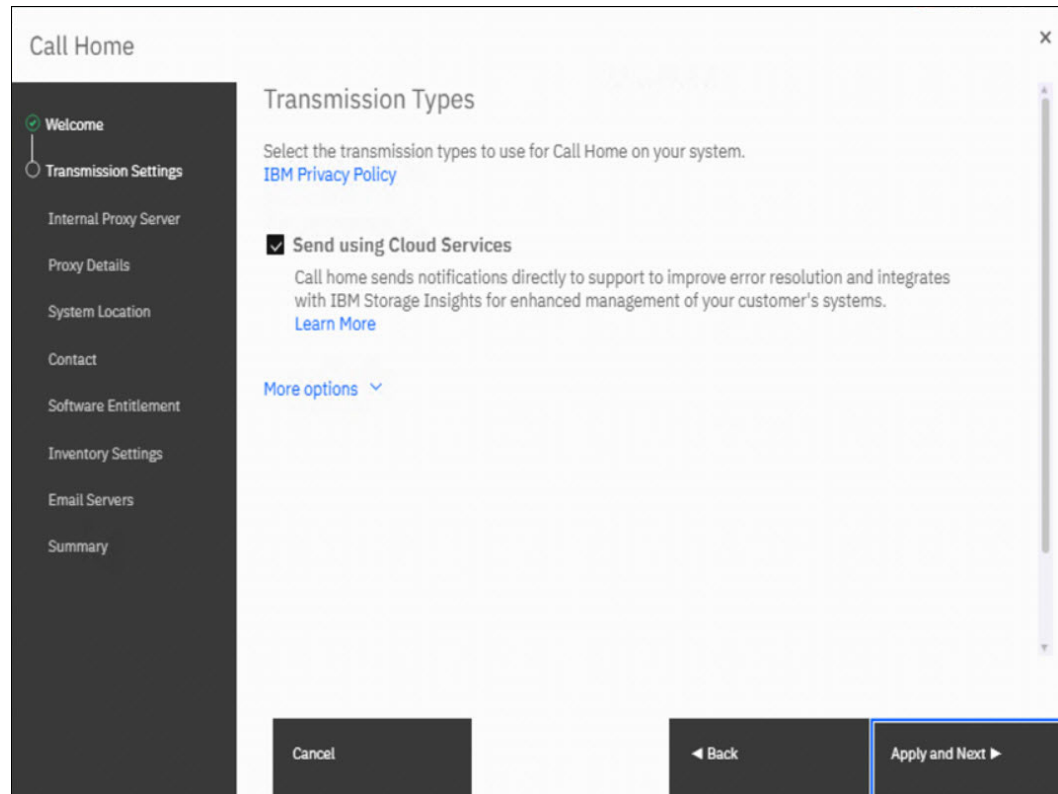 Call Home
Welcome
Transmission Settings
Internal Proxy Server
Proxy Details
System Location
Contact
Software Entitlement
Inventory Settings
Email Servers
Summary
Transmission Types
Select the transmission types to use for Call Home on your system.
IBM Privacy Policy
Send using Cloud Services
Call home sends notifications directly to support to improve error resolution and integrates
with IBM Storage Insights for enhanced management of your customer's systems.
Learn More
More options
Cancel
Back
Apply and Next